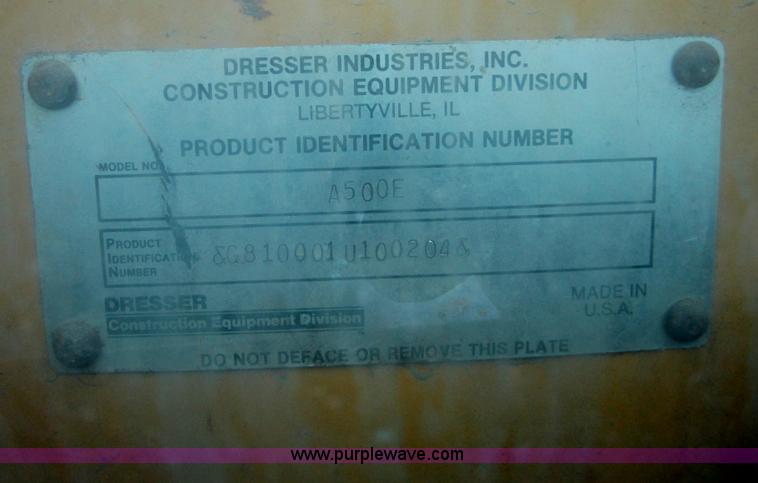 DRESSER INDUSTRIES, INC.
CONSTRUCTION EQUIPMENT DIVISION
LIBERTYVILLE, IL
PRODUCT IDENTIFICATION NUMBER
MODEL NO.
A500E
PRODUCT
IDENTIFICATION
NUMBER
&G810001U100204&
DRESSER
Construction Equipment Division
MADE IN
U.S.A.
DO NOT DEFACE OR REMOVE THIS PLATE
www.purplewave.com